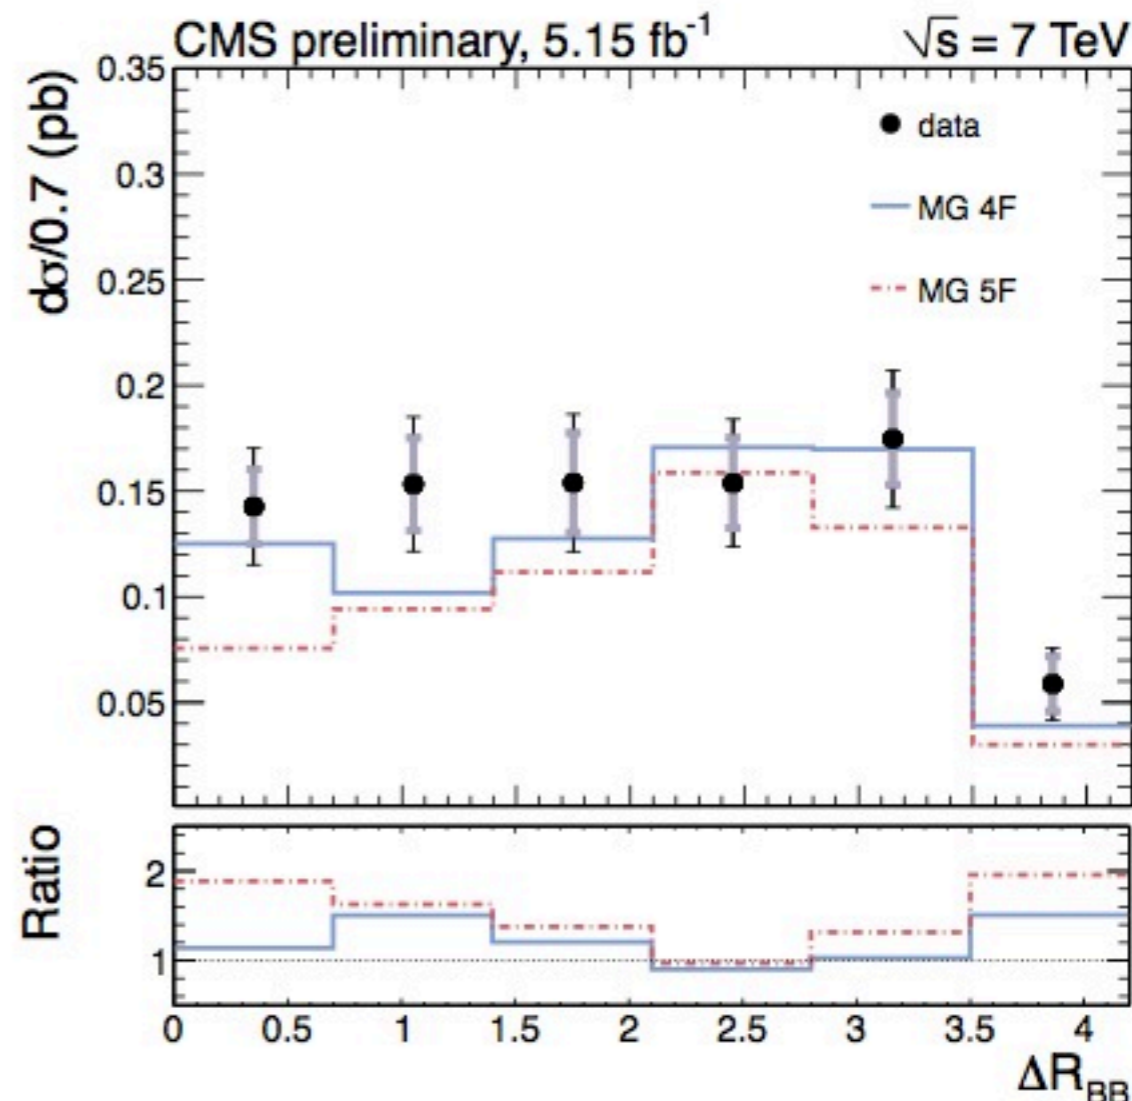 CMS preliminary, 5.15 fb⁻¹ √s = 7 TeV
dσ/0.7 (pb)
0.35
0.3
0.25
0.2
0.15
0.1
0.05
data
MG 4F
MG 5F
Ratio
2
1
0 0.5 1 1.5 2 2.5 3 3.5 4
ΔR_BB